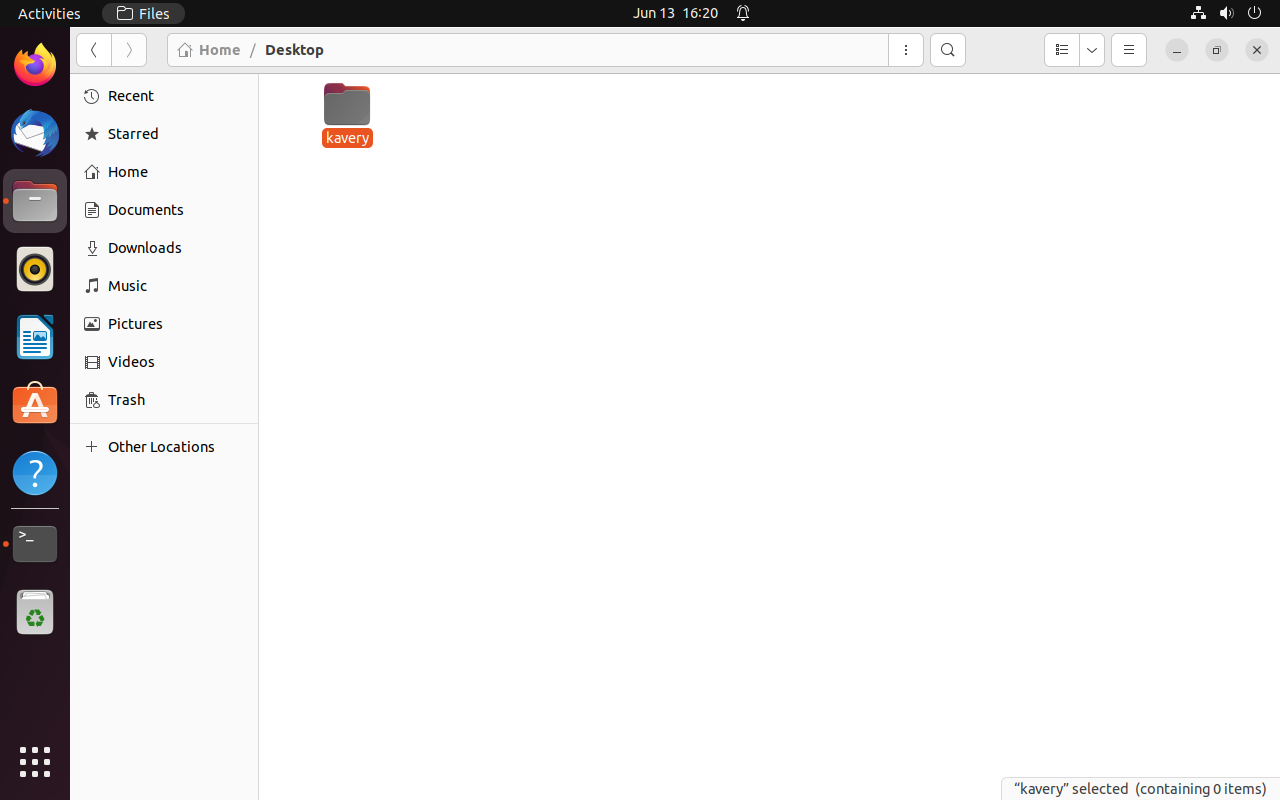 Activities
Files
Jun 13 16:20
Home / Desktop
Recent
Starred
Home
Documents
Downloads
Music
Pictures
Videos
Trash
Other Locations
kavery
>_
?
“kavery” selected (containing 0 items)